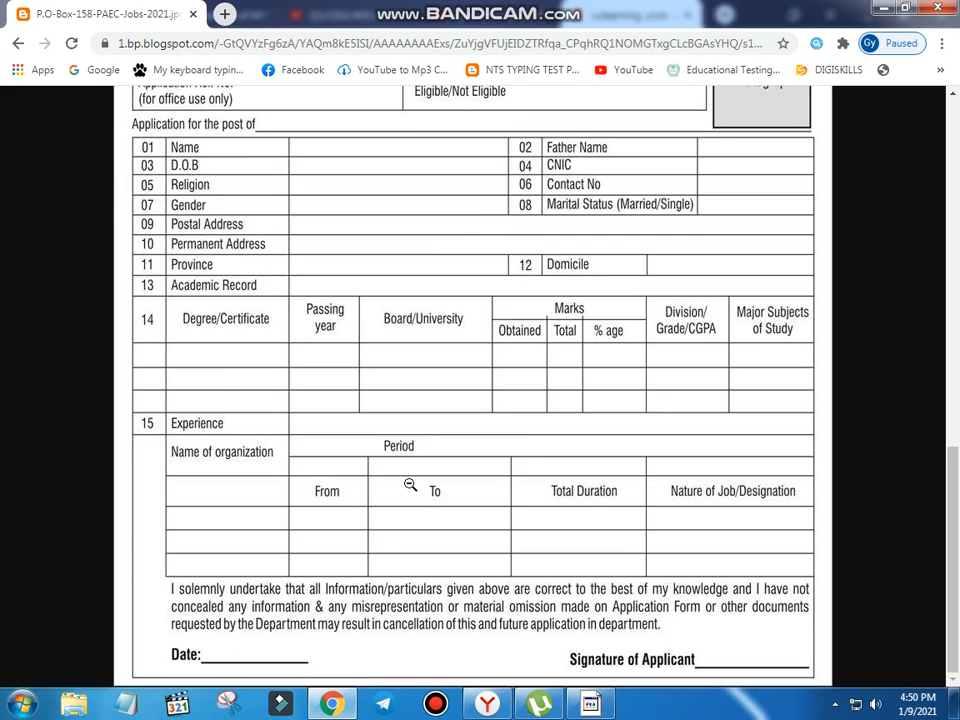 P.O-Box-158-PAEC-Jobs-2021.jp
WWW.BANDICAM.COM
1.bp.blogspot.com/-GtQVYzFg6zA/YAQm8kE5ISI/AAAAAAAAExs/ZuYjgVFUjEIDZTRfqa_CPqhRQ1NOMGTxgCLcBGAsYHQ/s1...
Gy Paused
Apps
Google
My keyboard typing...
Facebook
YouTube to Mp3 C...
NTS TYPING TEST P...
YouTube
Educational Testing...
DIGISKILLS
»
(for office use only)
Eligible/Not Eligible
Application for the post of
01 Name 02 Father Name
03 D.O.B 04 CNIC
05 Religion 06 Contact No
07 Gender 08 Marital Status (Married/Single)
09 Postal Address
10 Permanent Address
11 Province 12 Domicile
13 Academic Record
14 Degree/Certificate
Passing year
Board/University
Marks
Obtained Total % age
Division/
Grade/CGPA
Major Subjects
of Study
15 Experience
Name of organization
Period
From To Total Duration Nature of Job/Designation
I solemnly undertake that all Information/particulars given above are correct to the best of my knowledge and I have not
concealed any information & any misrepresentation or material omission made on Application Form or other documents
requested by the Department may result in cancellation of this and future application in department.
Date:
Signature of Applicant
321
4:50 PM
1/9/2021